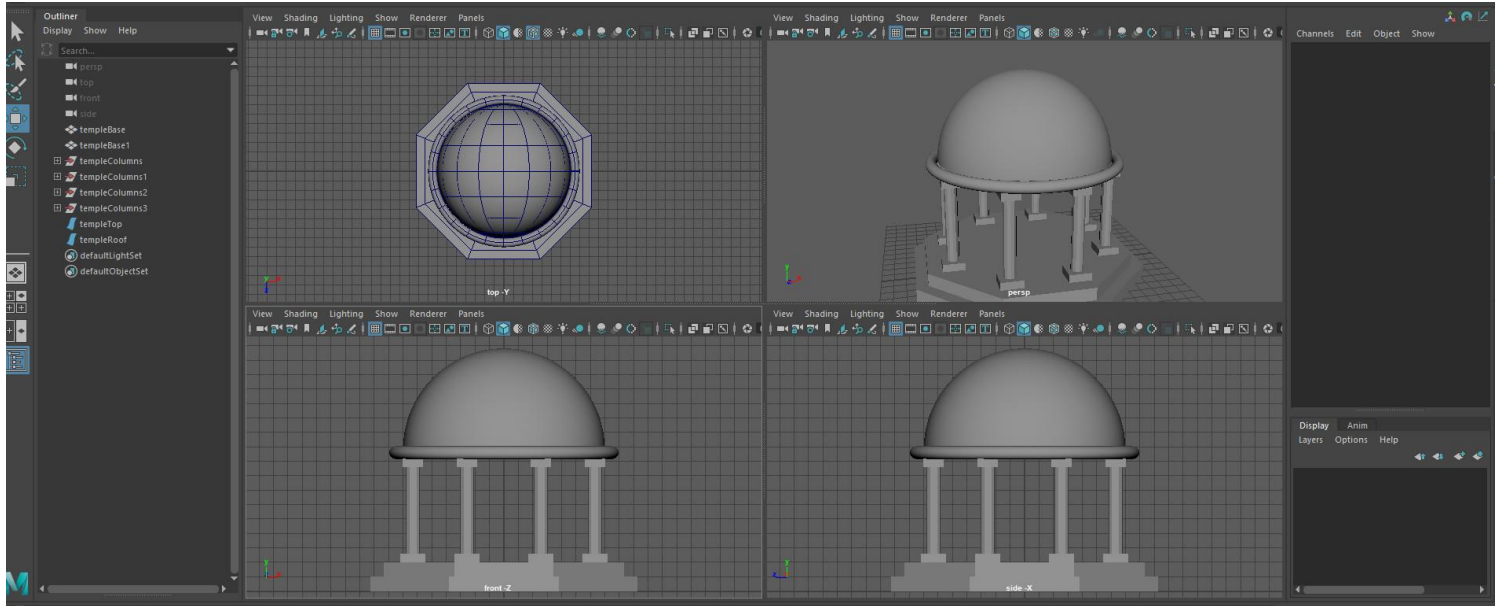 Outliner
Display Show Help
Search...
persp
top
front
side
templeBase
templeBase1
templeColumns
templeColumns1
templeColumns2
templeColumns3
templeTop
templeRoof
defaultLightSet
defaultObjectSet
View Shading Lighting Show Renderer Panels
top -Y
View Shading Lighting Show Renderer Panels
persp
View Shading Lighting Show Renderer Panels
front -Z
View Shading Lighting Show Renderer Panels
side -X
Channels Edit Object Show
Display Anim
Layers Options Help
M